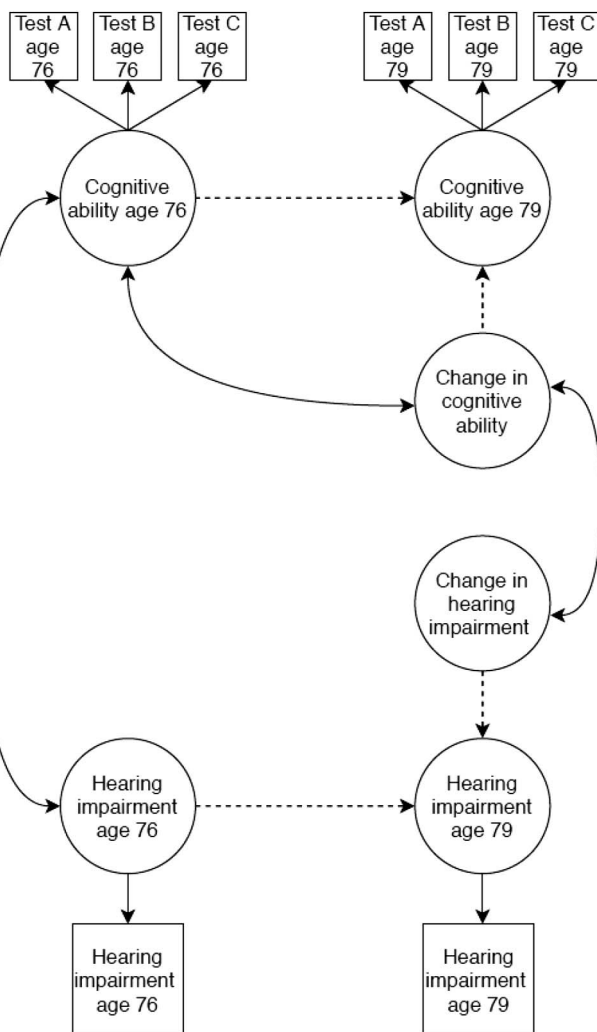 Test A
age
76
Test B
age
76
Test C
age
76
Test A
age
79
Test B
age
79
Test C
age
79
Cognitive
ability age 76
Cognitive
ability age 79
Change in
cognitive
ability
Change in
hearing
impairment
Hearing
impairment
age 76
Hearing
impairment
age 79
Hearing
impairment
age 76
Hearing
impairment
age 79